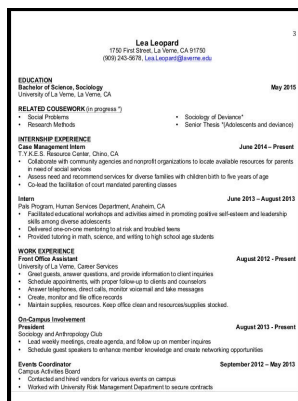 3
Lea Leopard
1750 First Street, La Verne, CA 91750
(909) 243-5678, Lea.Leopard@laverne.edu
EDUCATION
Bachelor of Science, Sociology May 2015
University of La Verne, La Verne, CA
RELATED COUSEWORK (in progress *)
• Social Problems • Sociology of Deviance*
• Research Methods • Senior Thesis *(Adolescents and deviance)
INTERNSHIP EXPERIENCE
Case Management Intern June 2014 – Present
T.Y.K.E.S. Resource Center, Chino, CA
• Collaborate with community agencies and nonprofit organizations to locate available resources for parents
in need of social services
• Assess need and recommend services for diverse families with children birth to five years of age
• Co-lead the facilitation of court mandated parenting classes
Intern June 2013 – August 2013
Pals Program, Human Services Department, Anaheim, CA
• Facilitated educational workshops and activities aimed in promoting positive self-esteem and leadership
skills among diverse adolescents
• Delivered one-on-one mentoring to at risk and troubled teens
• Provided tutoring in math, science, and writing to high school age students
WORK EXPERIENCE
Front Office Assistant August 2012 - Present
University of La Verne, Career Services
• Greet guests, answer questions, and provide information to client inquiries
• Schedule appointments, with proper follow-up to clients and counselors
• Answer telephones, direct calls, monitor voicemail and take messages
• Create, monitor and file office records
• Maintain supplies, resources. Keep office clean and resources/supplies stocked.
On-Campus Involvement
President August 2013 - Present
Sociology and Anthropology Club
• Lead weekly meetings, create agenda, and follow up on member inquires
• Schedule guest speakers to enhance member knowledge and create networking opportunities
Events Coordinator September 2012 – May 2013
Campus Activities Board
• Contacted and hired vendors for various events on campus
• Worked with University Risk Management Department to secure contracts